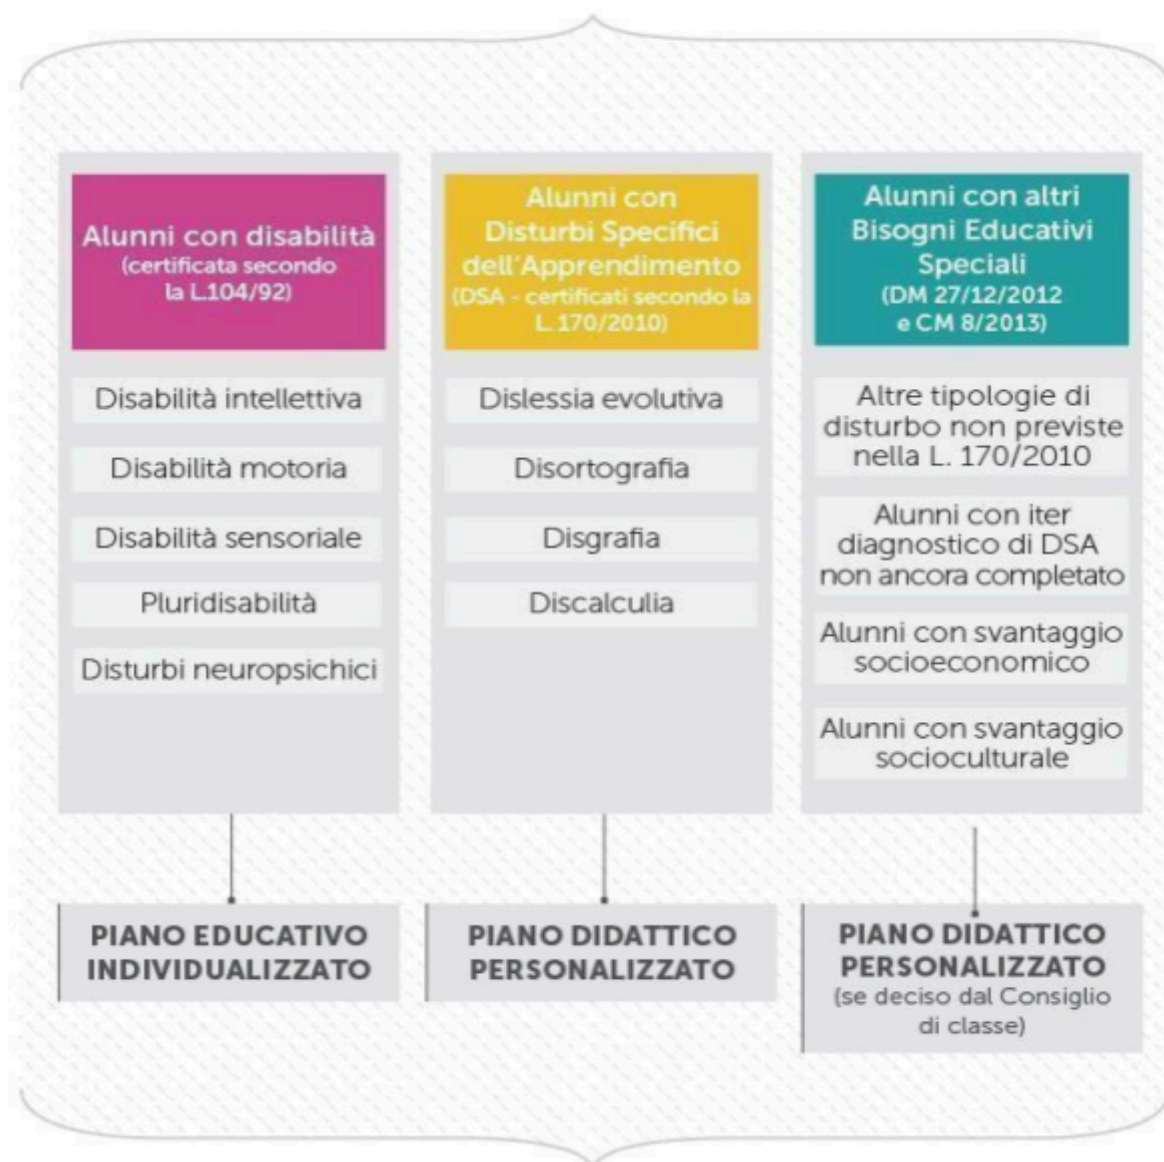 Alunni con disabilità
(certificata secondo
la L.104/92)
Disabilità intellettiva
Disabilità motoria
Disabilità sensoriale
Pluridisabilità
Disturbi neuropsichici
PIANO EDUCATIVO
INDIVIDUALIZZATO
Alunni con
Disturbi Specifici
dell'Apprendimento
(DSA - certificati secondo la
L. 170/2010)
Dislessia evolutiva
Disortografia
Disgrafia
Discalculia
PIANO DIDATTICO
PERSONALIZZATO
Alunni con altri
Bisogni Educativi
Speciali
(DM 27/12/2012
e CM 8/2013)
Altre tipologie di
disturbo non previste
nella L. 170/2010
Alunni con iter
diagnostico di DSA
non ancora completato
Alunni con svantaggio
socioeconomico
Alunni con svantaggio
socioculturale
PIANO DIDATTICO
PERSONALIZZATO
(se deciso dal Consiglio
di classe)